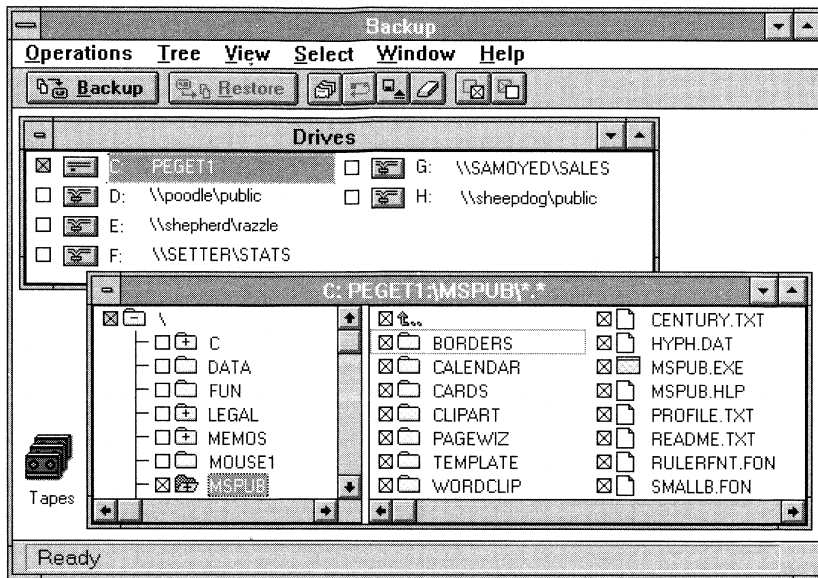 Backup
Operations Tree View Select Window Help
Backup Restore
Drives
C: PEGET1
G: \\SAMOYED\SALES
D: \\poodle\public
H: \\sheepdog\public
E: \\shepherd\razzle
F: \\SETTER\STATS
C: PEGET1:\MSPUB\*.*
\
C
DATA
FUN
LEGAL
MEMOS
MOUSE1
MSPUB
..
BORDERS
CALENDAR
CARDS
CLIPART
PAGEWIZ
TEMPLATE
WORDCLIP
CENTURY.TXT
HYPH.DAT
MSPUB.EXE
MSPUB.HLP
PROFILE.TXT
README.TXT
RULERFNT.FON
SMALLB.FON
Tapes
Ready